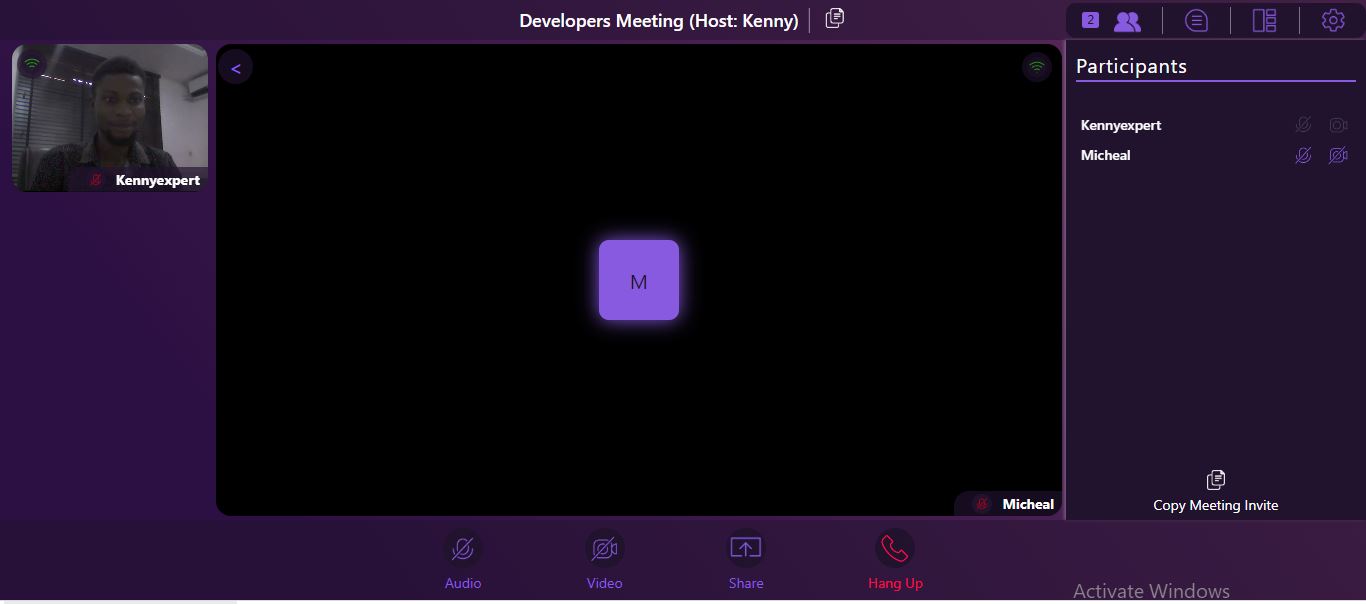 Developers Meeting (Host: Kenny)
2
Kennyexpert
<
M
Micheal
Participants
Kennyexpert
Micheal
Copy Meeting Invite
Audio
Video
Share
Hang Up
Activate Windows